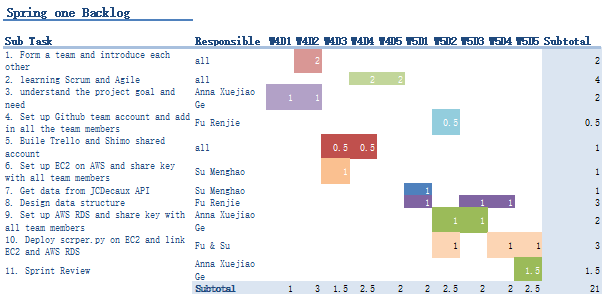 Spring one Backlog
Sub Task Responsible W4D1 W4D2 W4D3 W4D4 W4D5 W5D1 W5D2 W5D3 W5D4 W5D5 Subtotal
1. Form a team and introduce each
other all 2 2
2. learning Scrum and Agile all 2 2 4
3. understand the project goal and
need Anna Xuejiao
Ge 1 1 2
4. Set up Github team account and add
in all the team members Fu Renjie 0.5 0.5
5. Buile Trello and Shimo shared
account all 0.5 0.5 1
6. Set up EC2 on AWS and share key
with all team members Su Menghao 1 1
7. Get data from JCDecaux API Su Menghao 1 1
8. Design data structure Fu Renjie 1 1 1 3
9. Set up AWS RDS and share key with
all team members Anna Xuejiao
Ge 1 1 2
10. Deploy scrper.py on EC2 and link
EC2 and AWS RDS Fu & Su 1 1 1 3
11. Sprint Review Anna Xuejiao
Ge 1.5 1.5
Subtotal 1 3 1.5 2.5 2 2 2.5 2 2 2.5 21